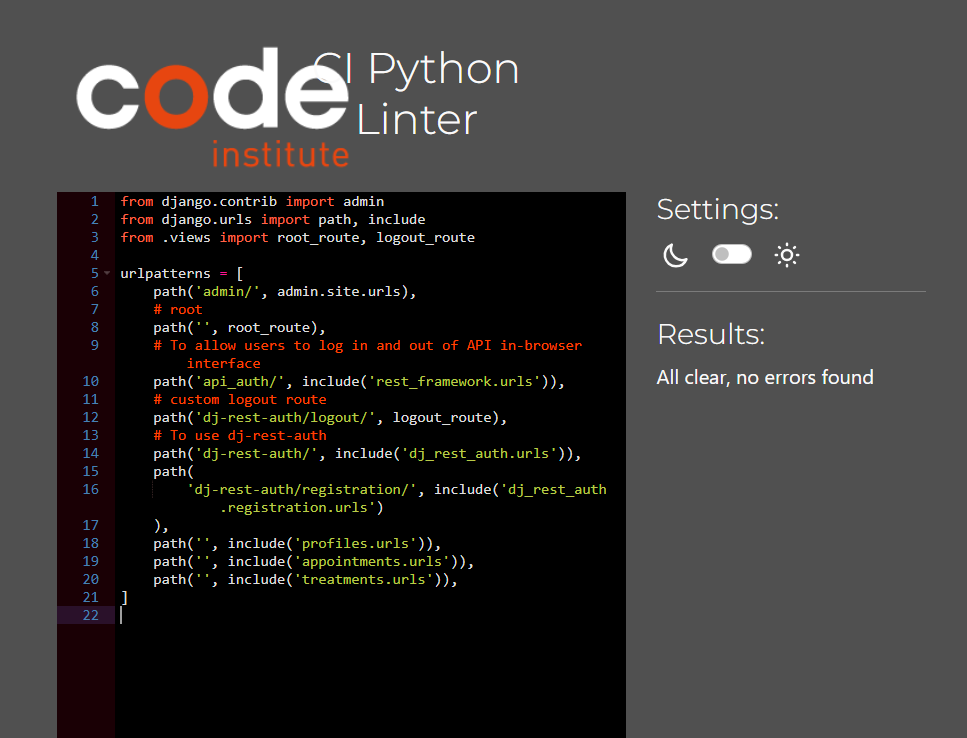 code
institute
CI Python
Linter
1 from django.contrib import admin
2 from django.urls import path, include
3 from .views import root_route, logout_route
4
5 urlpatterns = [
6 path('admin/', admin.site.urls),
7 # root
8 path('', root_route),
9 # To allow users to log in and out of API in-browser
interface
10 path('api_auth/', include('rest_framework.urls')),
11 # custom logout route
12 path('dj-rest-auth/logout/', logout_route),
13 # To use dj-rest-auth
14 path('dj-rest-auth/', include('dj_rest_auth.urls')),
15 path(
16 'dj-rest-auth/registration/', include('dj_rest_auth
.registration.urls')
17 ),
18 path('', include('profiles.urls')),
19 path('', include('appointments.urls')),
20 path('', include('treatments.urls')),
21 ]
22
Settings:
Results:
All clear, no errors found